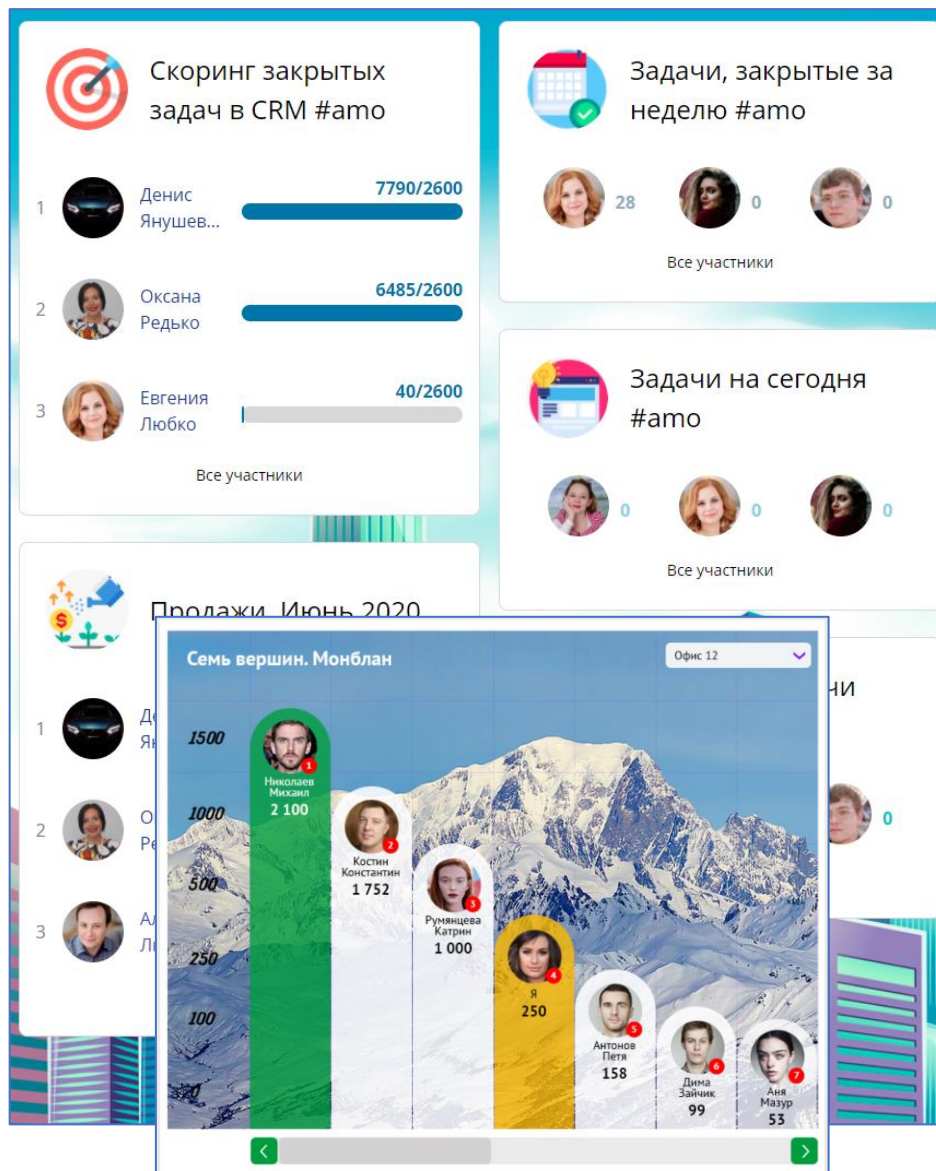 Скоринг закрытых
задач в CRM #amo
1
Денис
Янушев...
7790/2600
2
Оксана
Редько
6485/2600
3
Евгения
Любко
40/2600
Все участники
Задачи, закрытые за
неделю #amo
28
0
0
Все участники
Задачи на сегодня
#amo
0
0
0
Все участники
Продажи. Июнь 2020
1
2
3
0
Семь вершин. Монблан
Офис 12
1500
1000
500
250
100
0
1
Николаев
Михаил
2 100
2
Костин
Константин
1 752
3
Румянцева
Катрин
1 000
4
Я
250
5
Антонов
Петя
158
6
Дима
Зайчик
99
7
Аня
Мазур
53